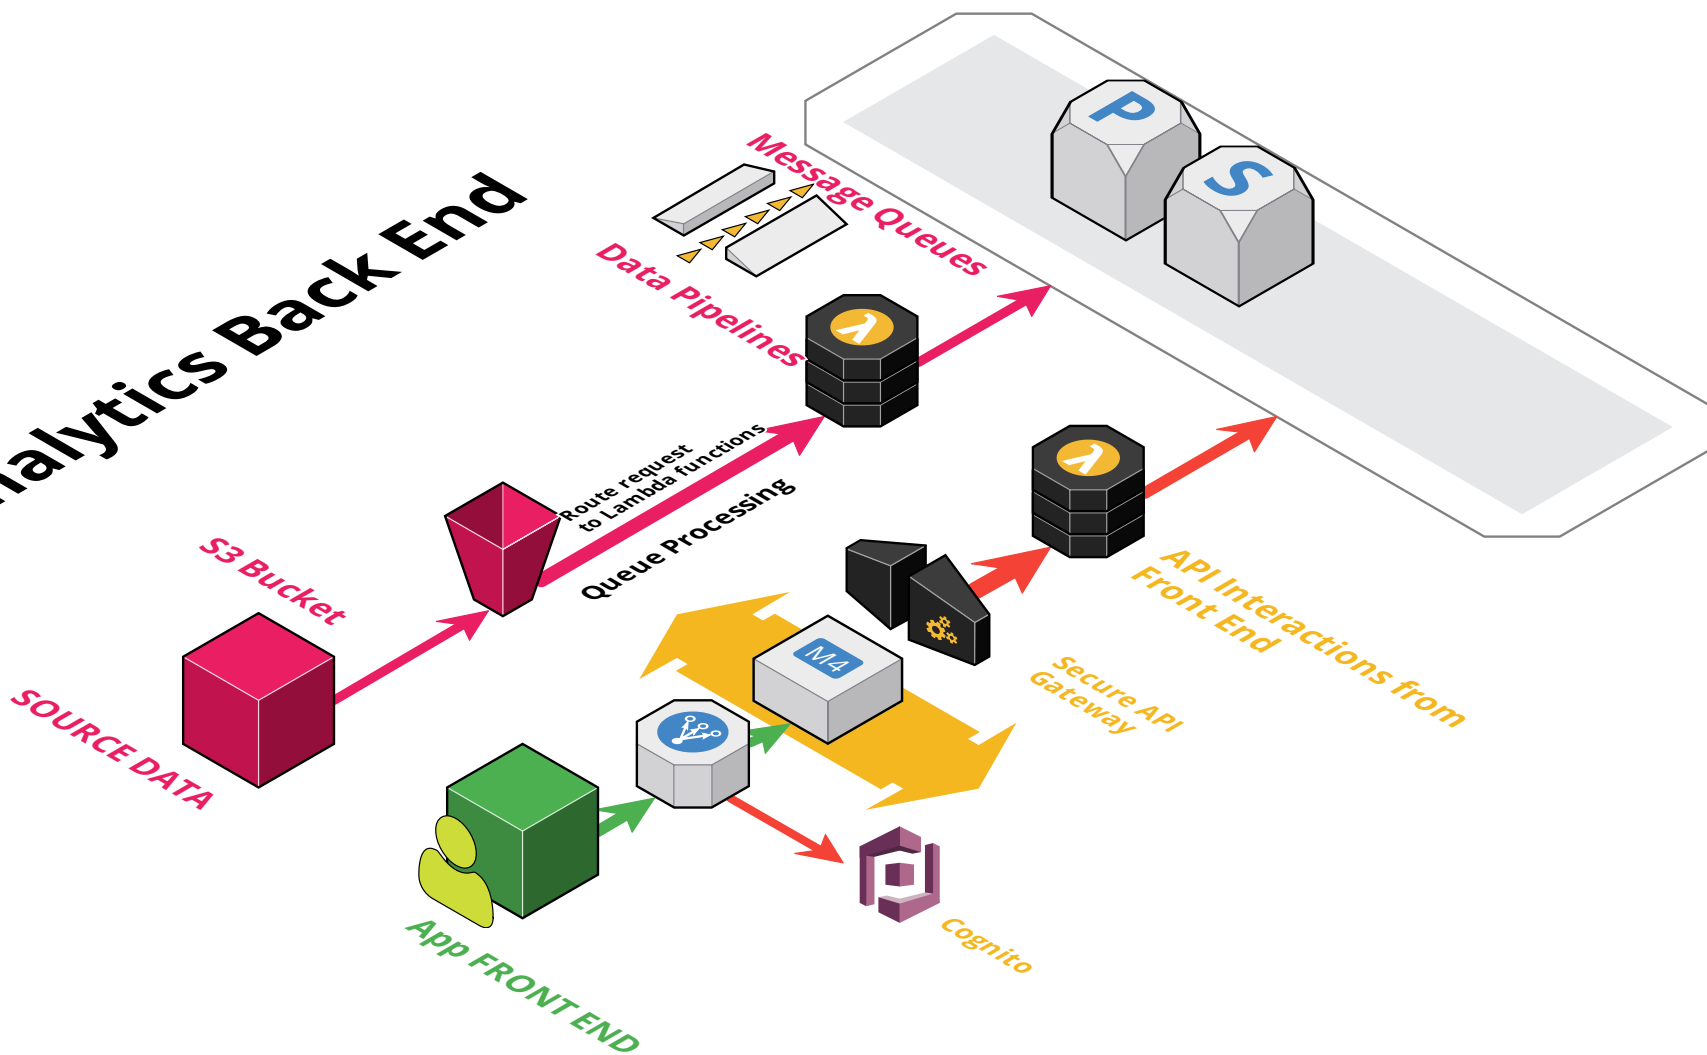 nalytics Back End
Message Queues
Data Pipelines
P
S
λ
Route request
to Lambda functions
Queue Processing
S3 Bucket
SOURCE DATA
λ
API Interactions from
Front End
Secure API
Gateway
M4
App FRONT END
Cognito